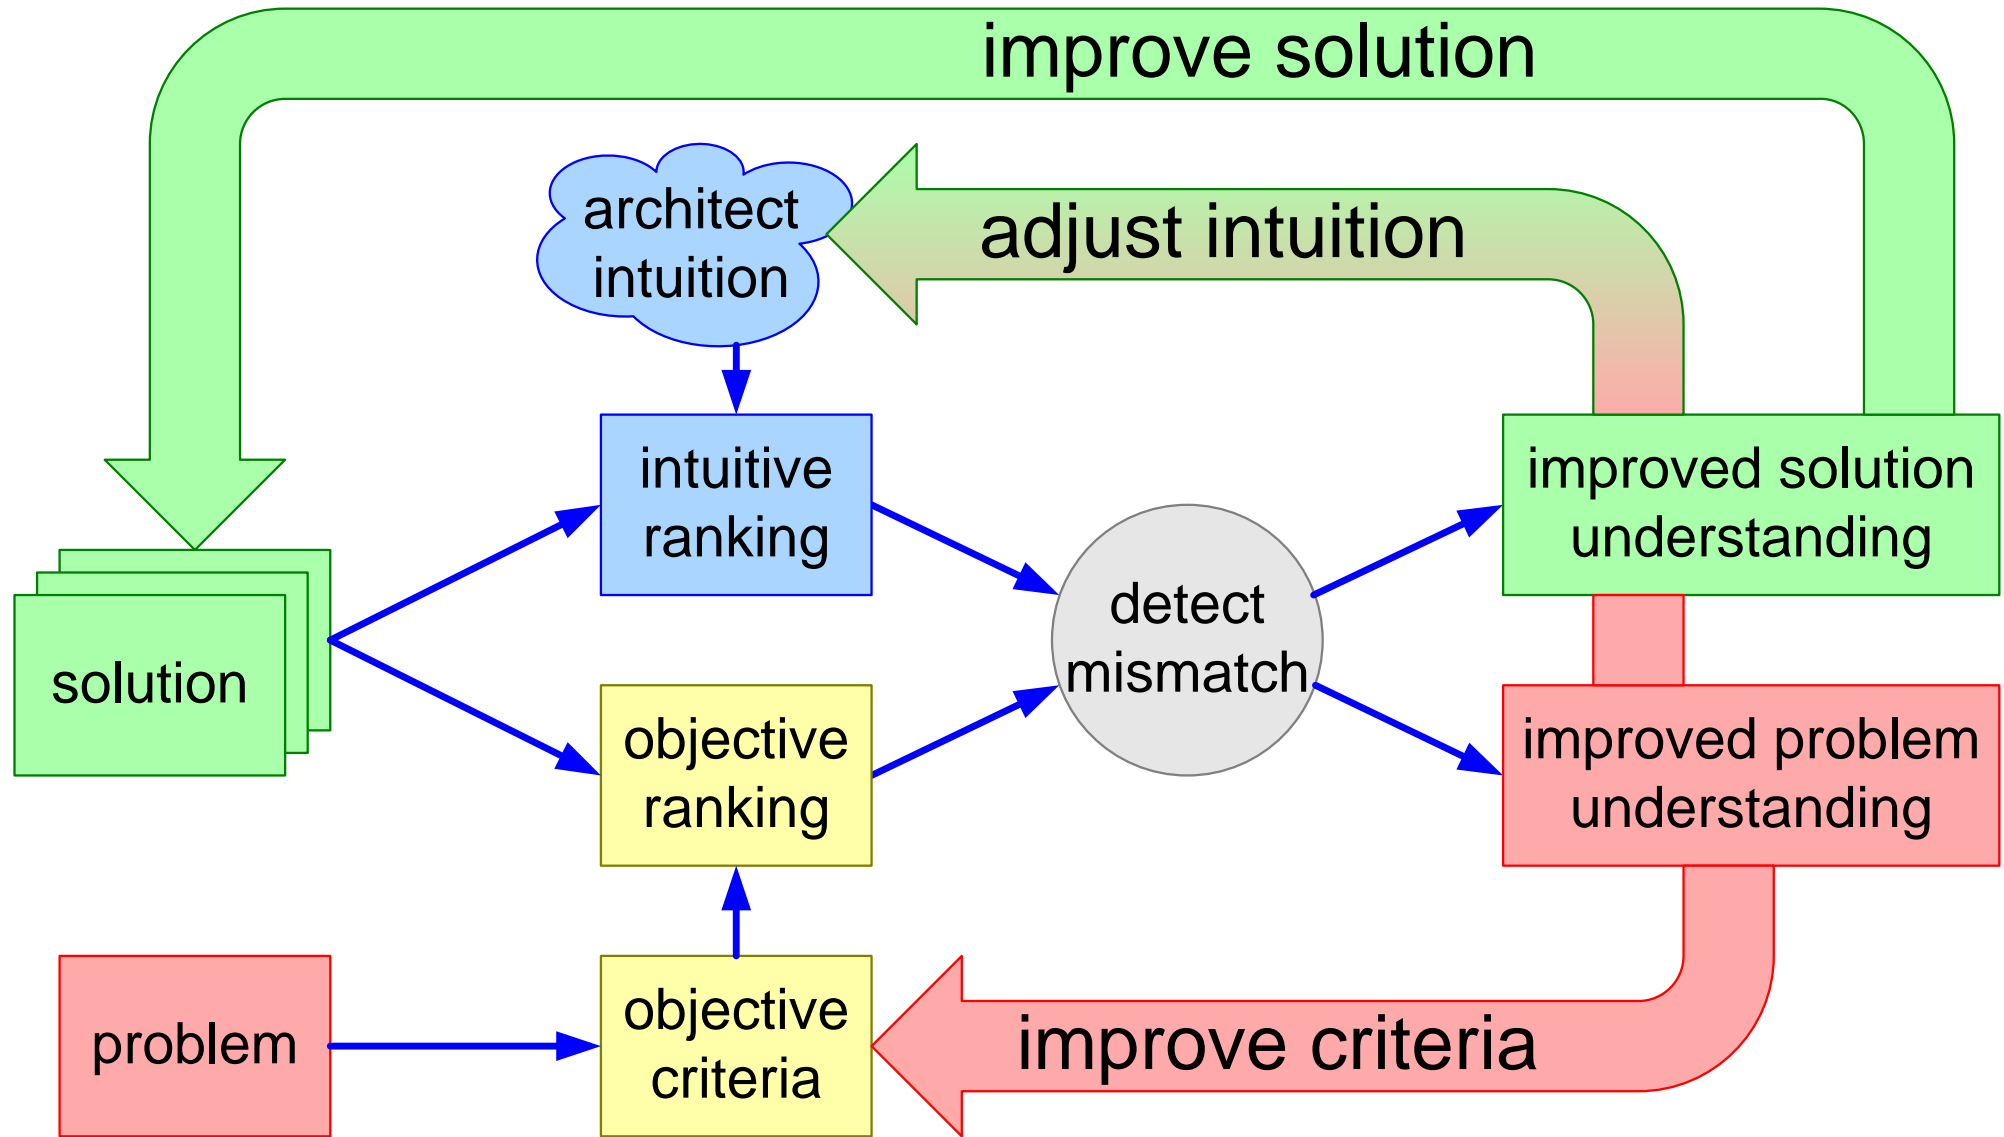 improve solution
architect
intuition
adjust intuition
intuitive
ranking
improved solution
understanding
detect
mismatch
solution
objective
ranking
improved problem
understanding
problem
objective
criteria
improve criteria